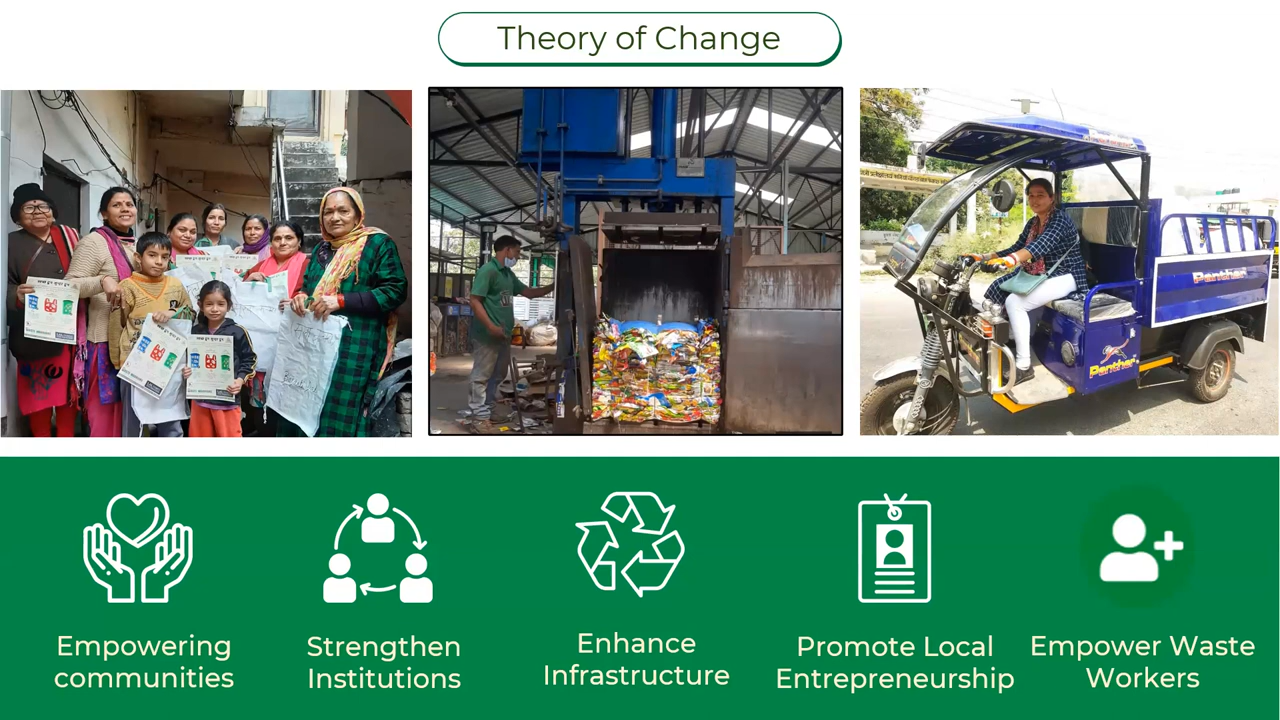 Theory of Change
Panther
Panther
Empowering
communities
Strengthen
Institutions
Enhance
Infrastructure
Promote Local
Entrepreneurship
Empower Waste
Workers